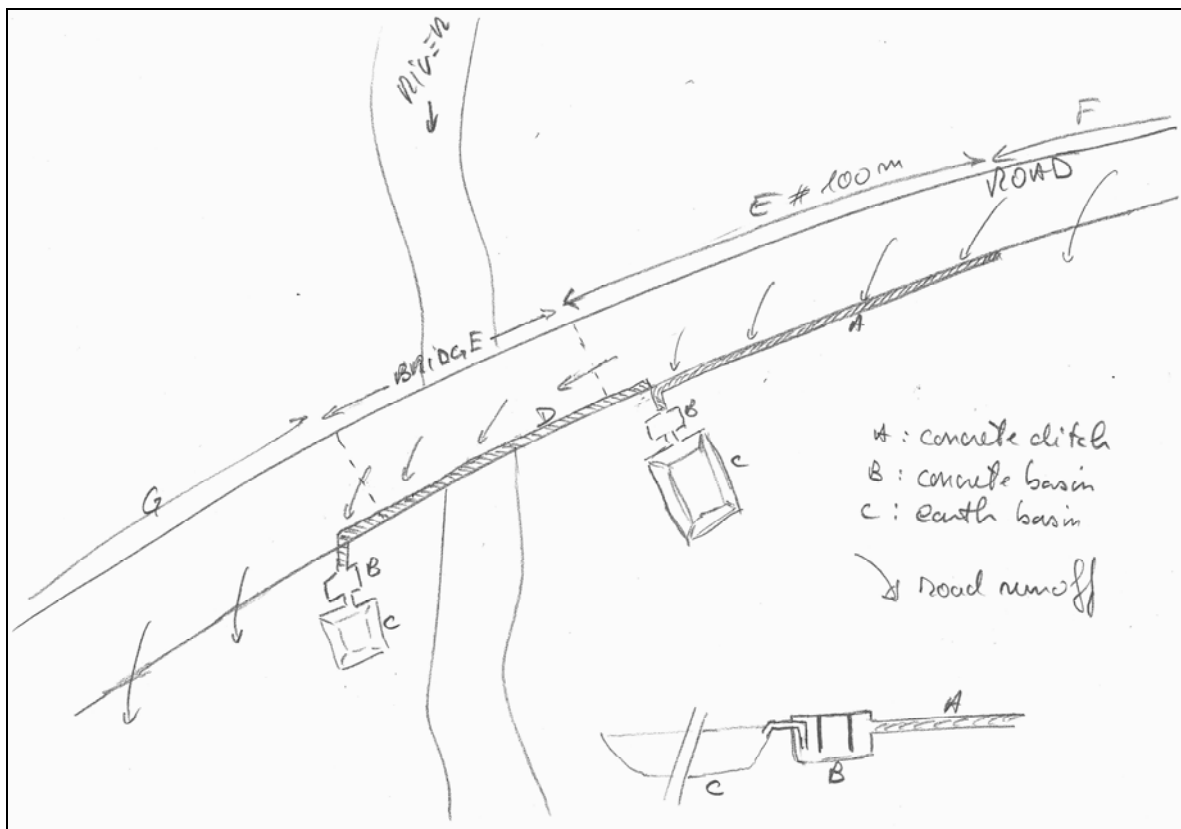 RIVER
F
E # 100 m
ROAD
A
BRIDGE
D
B
C
G
B
C
A : concrete ditch
B : concrete basin
C : earth basin
road runoff
A
B
C